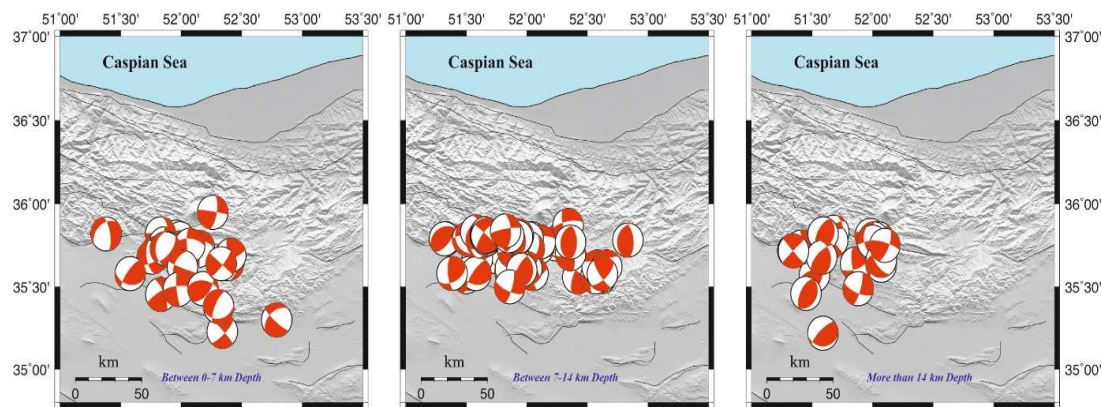 51°00' 51°30' 52°00' 52°30' 53°00' 53°30' 51°00' 51°30' 52°00' 52°30' 53°00' 53°30' 51°00' 51°30' 52°00' 52°30' 53°00' 53°30'
37°00' 37°00'
Caspian Sea Caspian Sea Caspian Sea
36°30' 36°30'
36°00' 36°00'
35°30' 35°30'
km km km
35°00' 35°00'
Between 0-7 km Depth Between 7-14 km Depth More than 14 km Depth
0 50 0 50 0 50